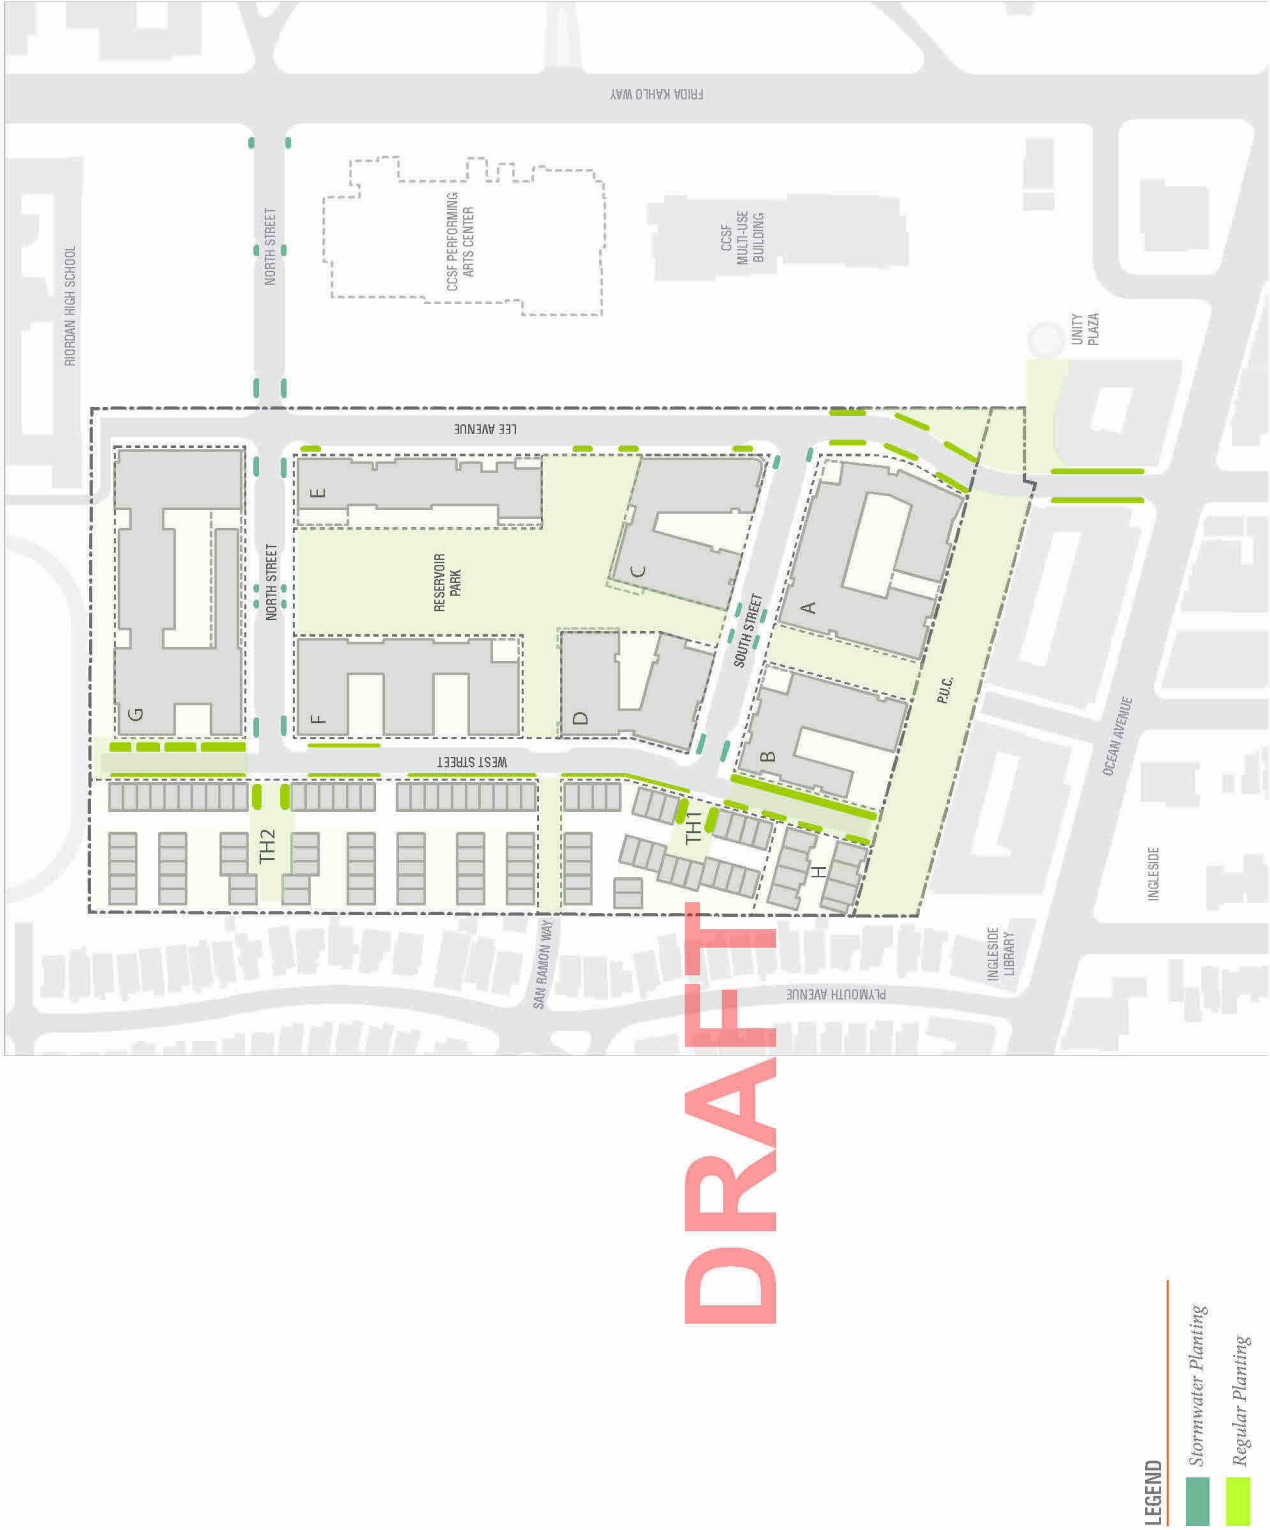 FRIDA KAHLO WAY
RIORDAN HIGH SCHOOL
NORTH STREET
CCSF PERFORMING
ARTS CENTER
CCSF
MULTI-USE
BUILDING
UNITY
PLAZA
LEE AVENUE
G
NORTH STREET
E
RESERVOIR
PARK
C
A
F
D
SOUTH STREET
B
P.U.C.
WEST STREET
OCEAN AVENUE
TH2
TH1
H
SAN RAMON WAY
PLYMOUTH AVENUE
INGLESIDE
LIBRARY
INGLESIDE
DRAFT
LEGEND
Stormwater Planting
Regular Planting